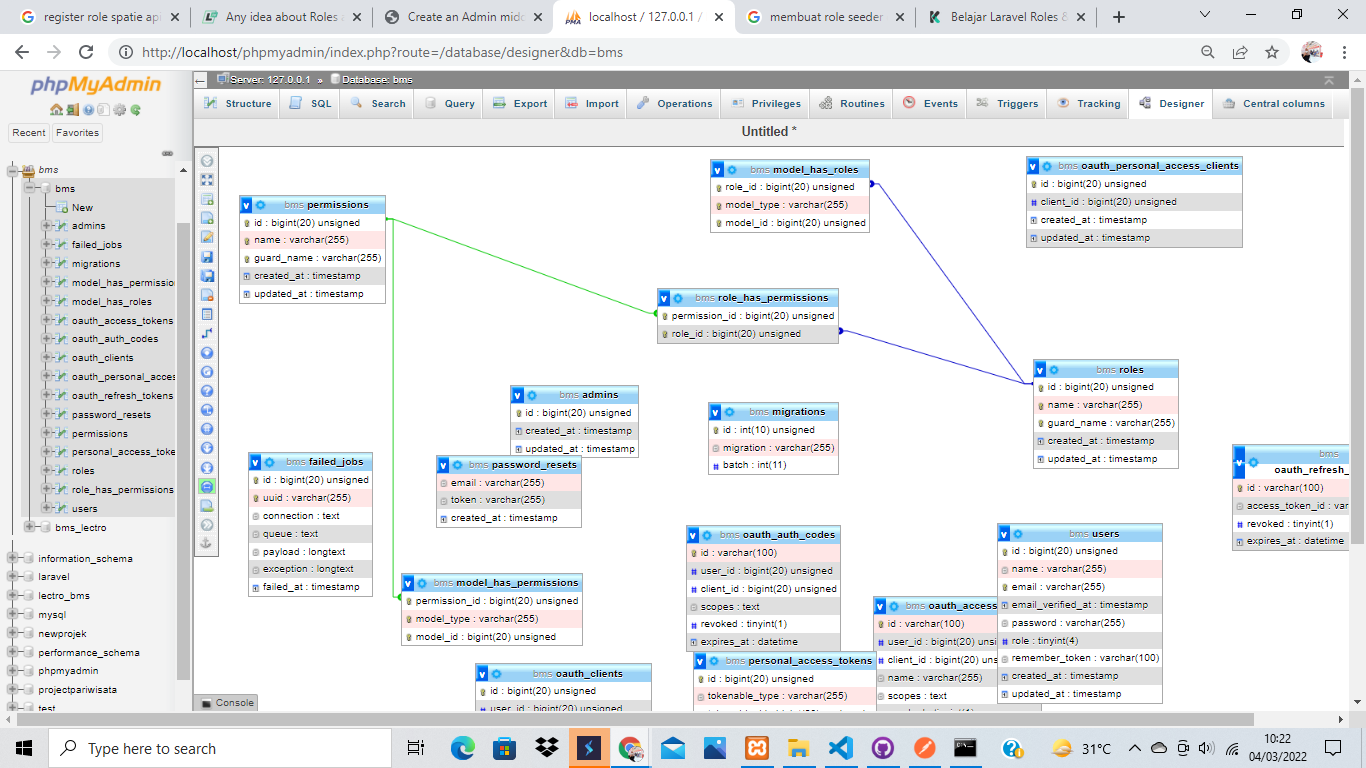 register role spatie api
Any idea about Roles a
Create an Admin midd
localhost / 127.0.0.1 /
membuat role seeder
Belajar Laravel Roles &
http://localhost/phpmyadmin/index.php?route=/database/designer&db=bms
phpMyAdmin
Recent
Favorites
bms
bms
New
admins
failed_jobs
migrations
model_has_permission
model_has_roles
oauth_access_tokens
oauth_auth_codes
oauth_clients
oauth_personal_acces
oauth_refresh_tokens
password_resets
permissions
personal_access_toke
roles
role_has_permissions
users
bms_lectro
information_schema
laravel
lectro_bms
mysql
newprojek
performance_schema
phpmyadmin
projectpariwisata
test
Server: 127.0.0.1 » Database: bms
Structure
SQL
Search
Query
Export
Import
Operations
Privileges
Routines
Events
Triggers
Tracking
Designer
Central columns
Untitled *
bms permissions
id : bigint(20) unsigned
name : varchar(255)
guard_name : varchar(255)
created_at : timestamp
updated_at : timestamp
bms model_has_roles
role_id : bigint(20) unsigned
model_type : varchar(255)
model_id : bigint(20) unsigned
bms oauth_personal_access_clients
id : bigint(20) unsigned
client_id : bigint(20) unsigned
created_at : timestamp
updated_at : timestamp
bms role_has_permissions
permission_id : bigint(20) unsigned
role_id : bigint(20) unsigned
bms roles
id : bigint(20) unsigned
name : varchar(255)
guard_name : varchar(255)
created_at : timestamp
updated_at : timestamp
bms admins
id : bigint(20) unsigned
created_at : timestamp
updated_at : timestamp
bms migrations
id : int(10) unsigned
migration : varchar(255)
batch : int(11)
bms failed_jobs
id : bigint(20) unsigned
uuid : varchar(255)
connection : text
queue : text
payload : longtext
exception : longtext
failed_at : timestamp
bms password_resets
email : varchar(255)
token : varchar(255)
created_at : timestamp
bms
oauth_refresh_
id : varchar(100)
access_token_id : var
revoked : tinyint(1)
expires_at : datetime
bms oauth_auth_codes
id : varchar(100)
user_id : bigint(20) unsigned
client_id : bigint(20) unsigned
scopes : text
revoked : tinyint(1)
expires_at : datetime
bms users
id : bigint(20) unsigned
name : varchar(255)
email : varchar(255)
email_verified_at : timestamp
password : varchar(255)
role : tinyint(4)
remember_token : varchar(100)
created_at : timestamp
updated_at : timestamp
bms model_has_permissions
permission_id : bigint(20) unsigned
model_type : varchar(255)
model_id : bigint(20) unsigned
bms oauth_access
id : varchar(100)
user_id : bigint(20) unsi
client_id : bigint(20) uns
name : varchar(255)
scopes : text
bms personal_access_tokens
id : bigint(20) unsigned
tokenable_type : varchar(255)
bms oauth_clients
id : bigint(20) unsigned
user_id : bigint(20) unsigned
Console
Type here to search
31°C
10:22
04/03/2022